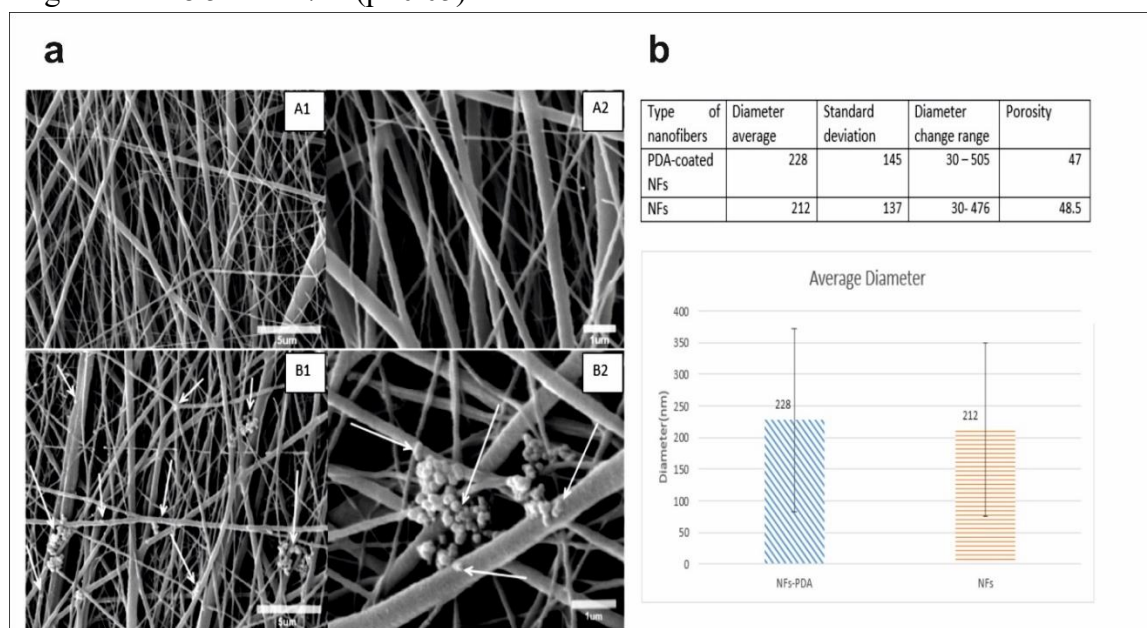 a
b
A1
A2
5um
1um
B1
B2
5um
1um
Type of nanofibers Diameter average Standard deviation Diameter change range Porosity
PDA-coated NFs 228 145 30 – 505 47
NFs 212 137 30- 476 48.5
Average Diameter
Diameter(nm)
400
350
300
250
200
150
100
50
0
228
212
NFs-PDA
NFs